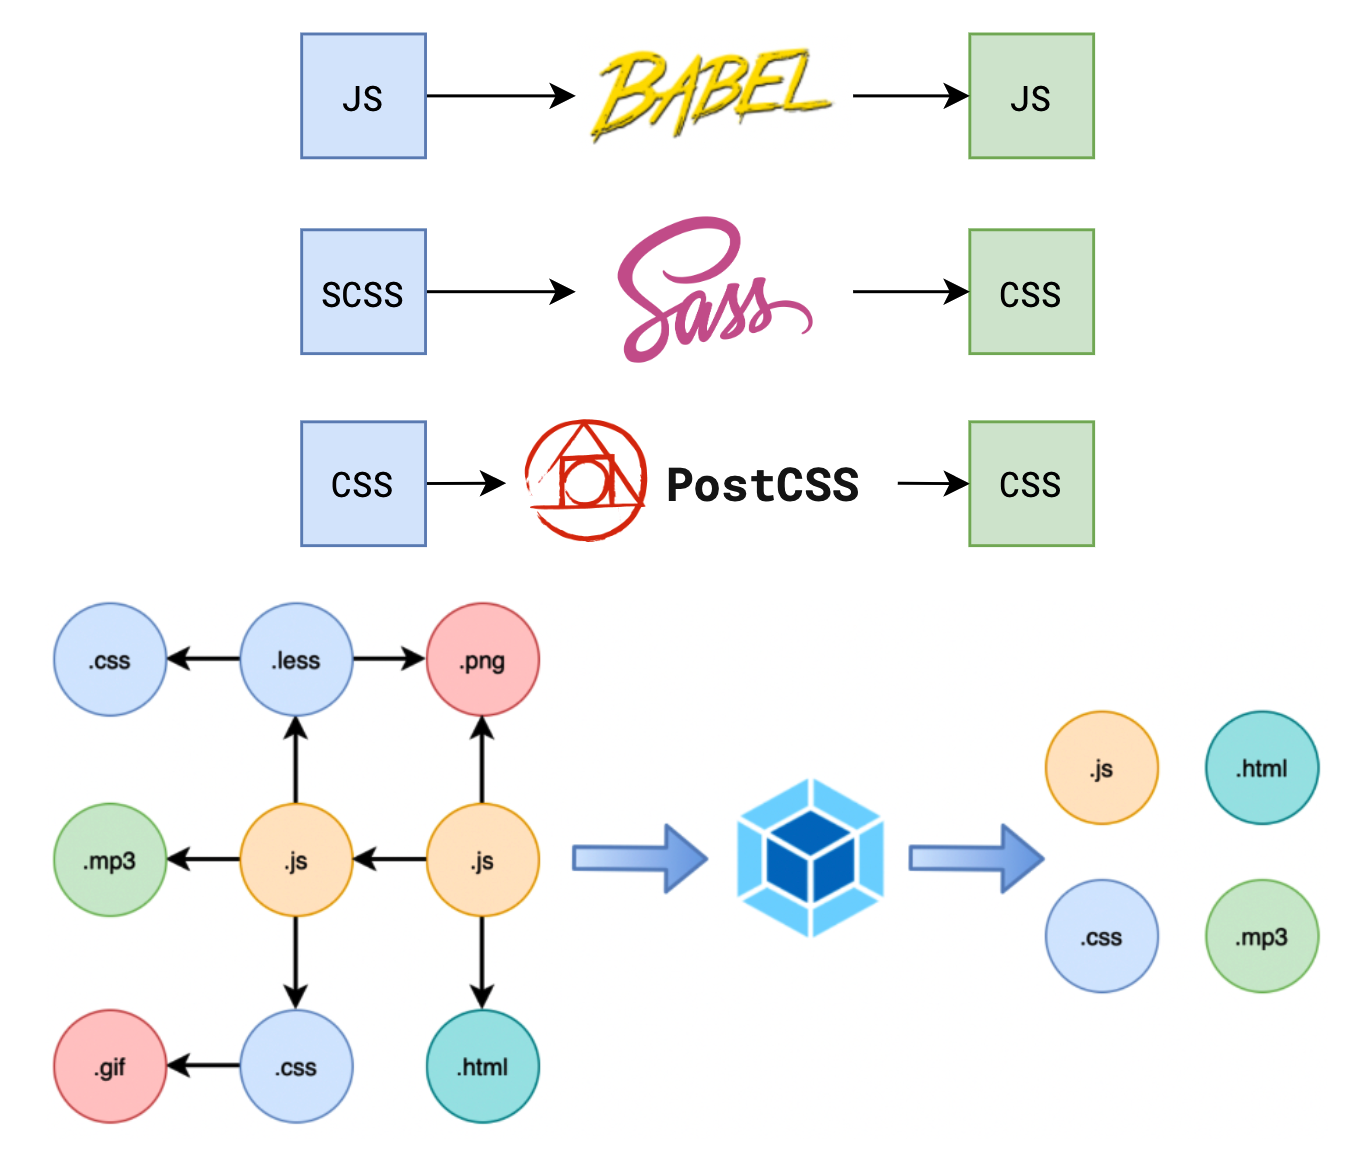 JS
BABEL
JS
SCSS
Sass
CSS
CSS
PostCSS
CSS
.css
.less
.png
.js
.html
.mp3
.js
.js
.css
.mp3
.gif
.css
.html